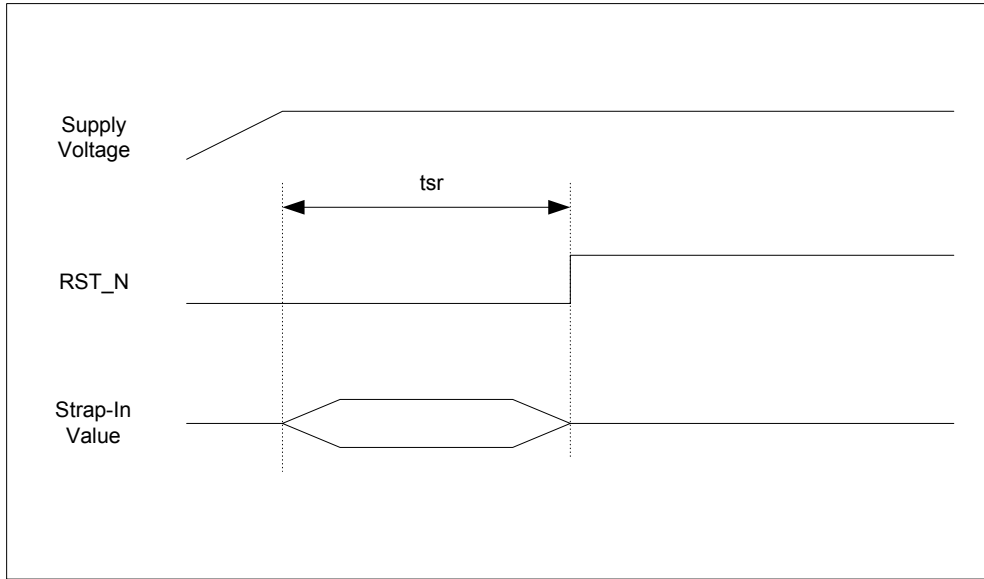 Supply
Voltage
tsr
RST_N
Strap-In
Value